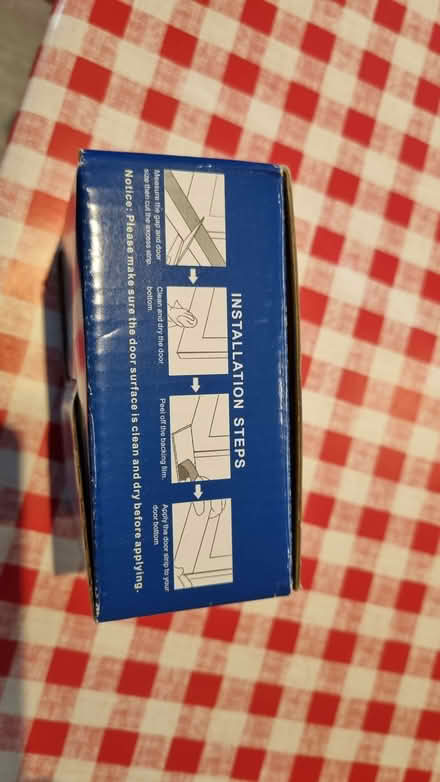 INSTALLATION STEPS
Measure the gap and door
size then cut the excess strip.
Clean and dry the door
bottom.
Peel off the backing film.
Apply the door strip to your
door bottom
Notice: Please make sure the door surface is clean and dry before applying.